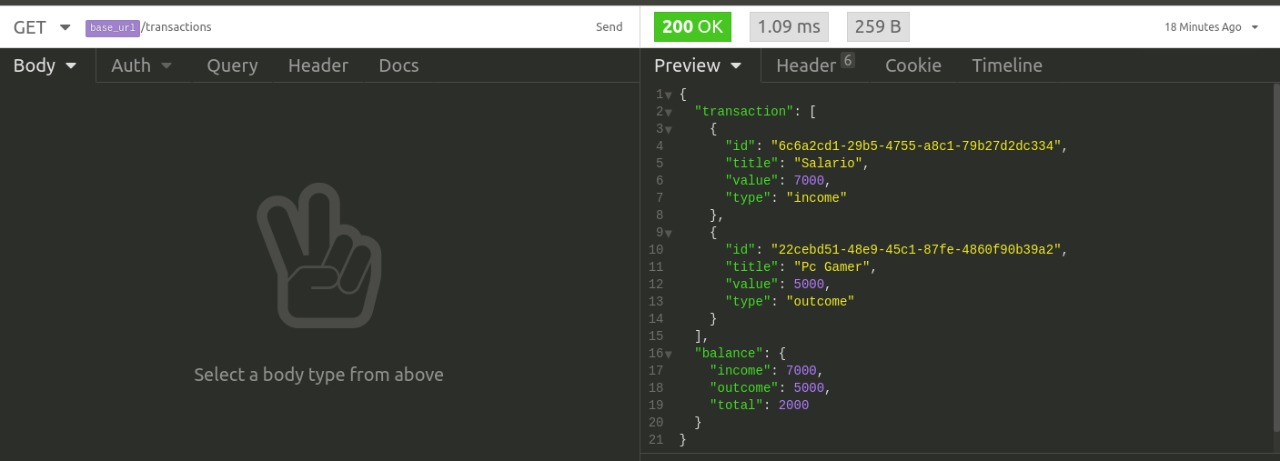 GET base_url/transactions Send 200 OK 1.09 ms 259 B 18 Minutes Ago
Body Auth Query Header Docs
Select a body type from above
Preview Header 6 Cookie Timeline
1 {
2 "transaction": [
3 {
4 "id": "6c6a2cd1-29b5-4755-a8c1-79b27d2dc334",
5 "title": "Salario",
6 "value": 7000,
7 "type": "income"
8 },
9 {
10 "id": "22cebd51-48e9-45c1-87fe-4860f90b39a2",
11 "title": "Pc Gamer",
12 "value": 5000,
13 "type": "outcome"
14 }
15 ],
16 "balance": {
17 "income": 7000,
18 "outcome": 5000,
19 "total": 2000
20 }
21 }